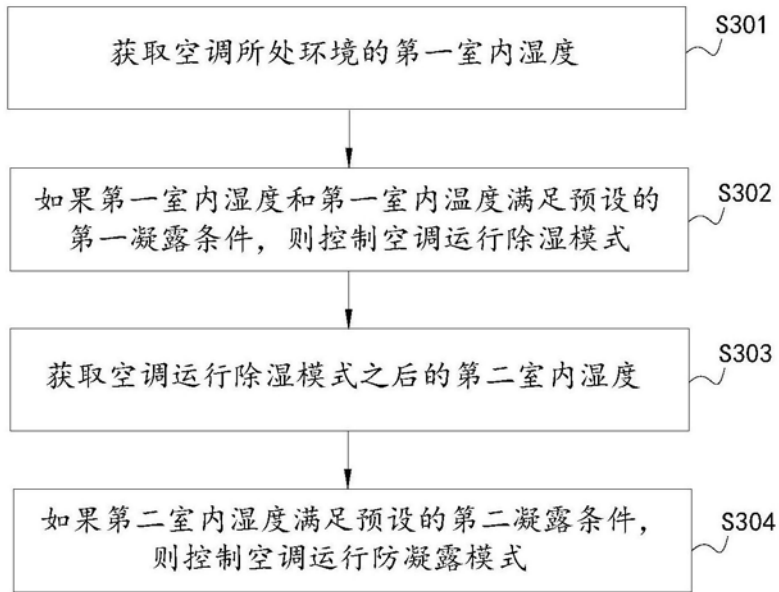 获取空调所处环境的第一室内湿度
S301
如果第一室内湿度和第一室内温度满足预设的
第一凝露条件，则控制空调运行除湿模式
S302
获取空调运行除湿模式之后的第二室内湿度
S303
如果第二室内湿度满足预设的第二凝露条件，
则控制空调运行防凝露模式
S304